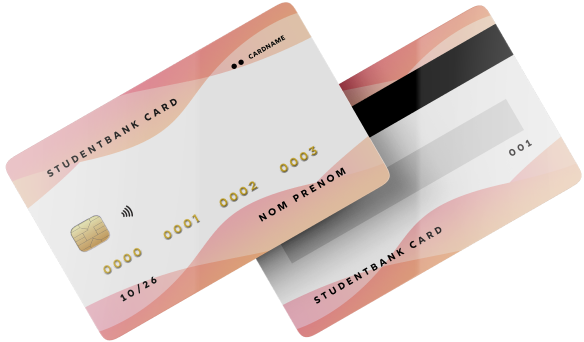 STUDENTBANK CARD
CARDNAME
0000 0001 0002 0003
10/26
NOM PRENOM
001
STUDENTBANK CARD